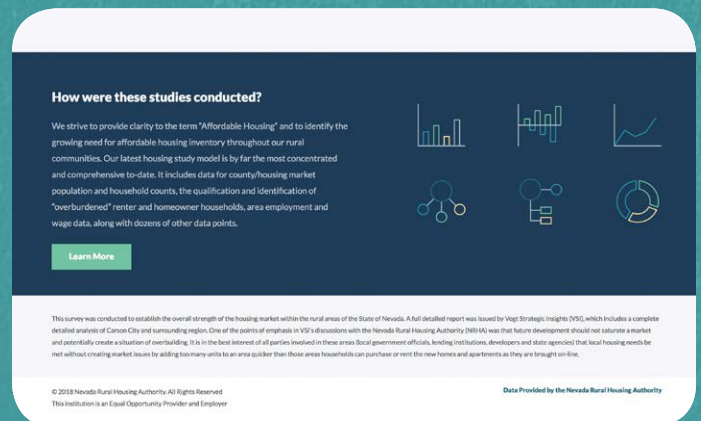 How were these studies conducted?
We strive to provide clarity to the term "Affordable Housing" and to identify the
growing need for affordable housing inventory throughout our rural
communities. Our latest housing study model is by far the most concentrated
and comprehensive to-date. It includes data for county/housing market
population and household counts, the qualification and identification of
"overburdened" renter and homeowner households, area employment and
wage data, along with dozens of other data points.
Learn More
This survey was conducted to establish the overall strength of the housing market within the rural areas of the State of Nevada. A full detailed report was issued by Vogt Strategic Insights (VSI), which includes a complete
detailed analysis of Carson City and surrounding region. One of the points of emphasis in VSI's discussions with the Nevada Rural Housing Authority (NRHA) was that future development should not saturate a market
and potentially create a situation of overbuilding. It is in the best interest of all parties involved in these areas (local government officials, lending institutions, developers and state agencies) that local housing needs be
met without creating market issues by adding too many units to an area quicker than those areas households can purchase or rent the new homes and apartments as they are brought on-line.
© 2018 Nevada Rural Housing Authority. All Rights Reserved
This institution is an Equal Opportunity Provider and Employer
Data Provided by the Nevada Rural Housing Authority